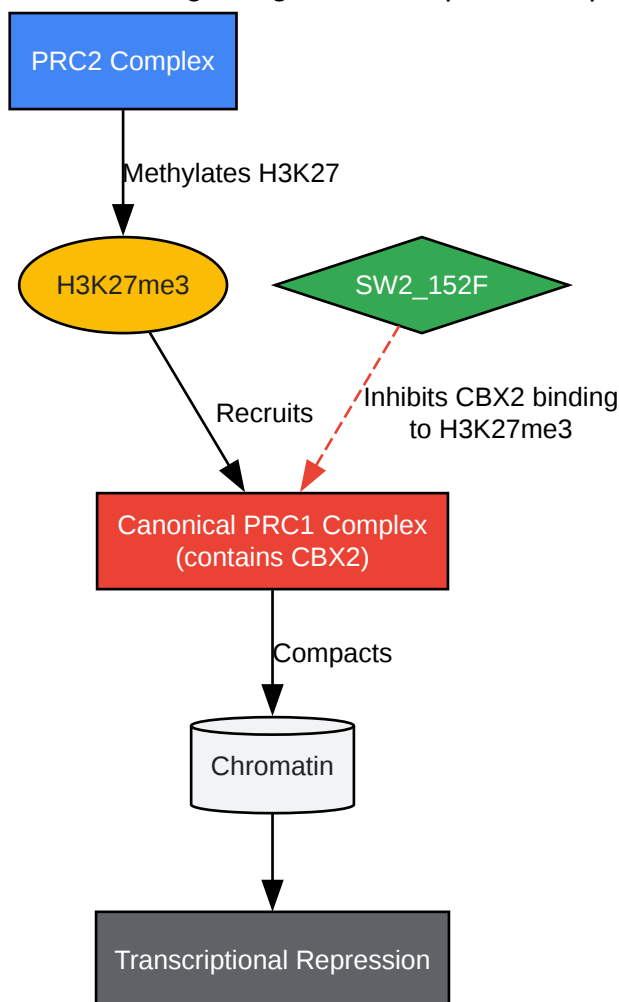 PRC2 Complex
Methylates H3K27
H3K27me3
SW2_152F
Recruits
Inhibits CBX2 binding
to H3K27me3
Canonical PRC1 Complex
(contains CBX2)
Compacts
Chromatin
Transcriptional Repression